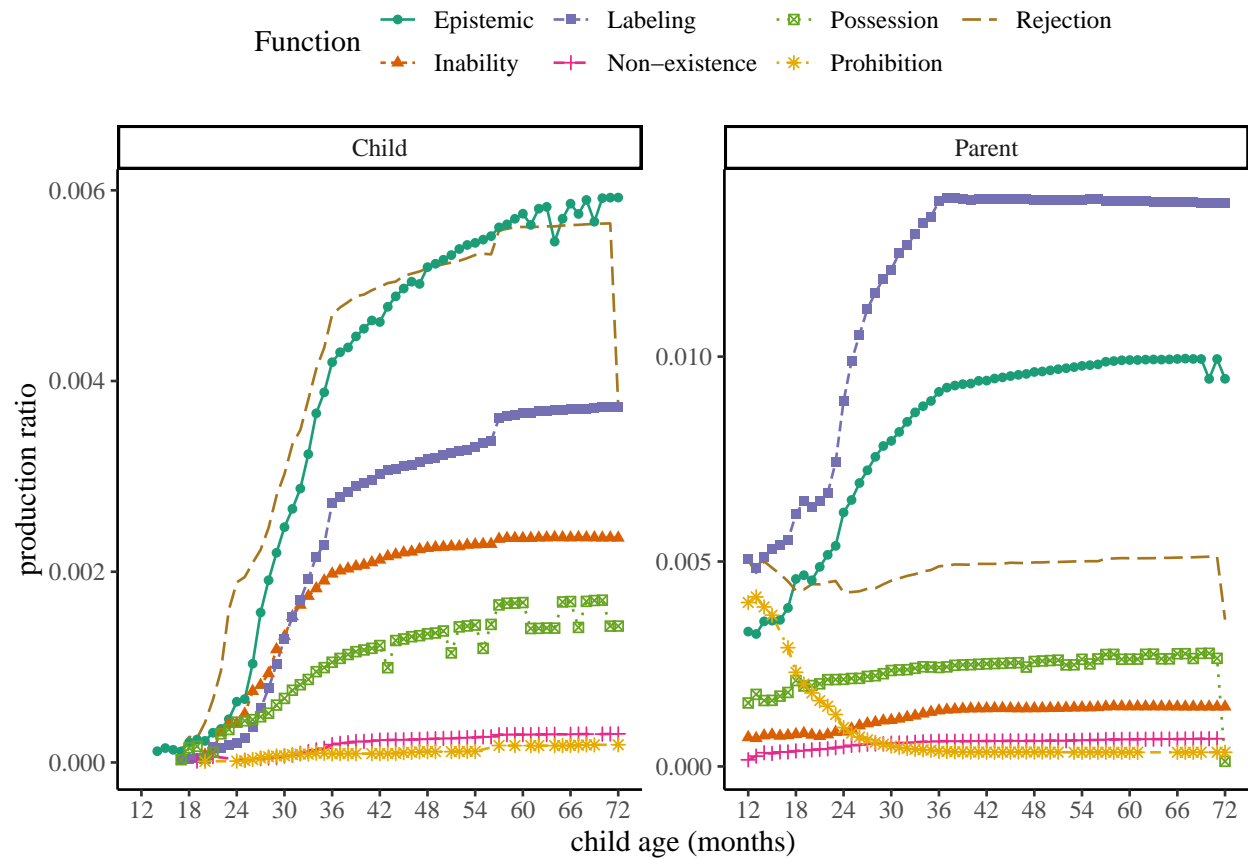 Function
Epistemic Labeling Possession Rejection
Inability Non−existence Prohibition
Child Parent
production ratio
0.006
0.004
0.002
0.000
0.010
0.005
0.000
12 18 24 30 36 42 48 54 60 66 72
12 18 24 30 36 42 48 54 60 66 72
child age (months)